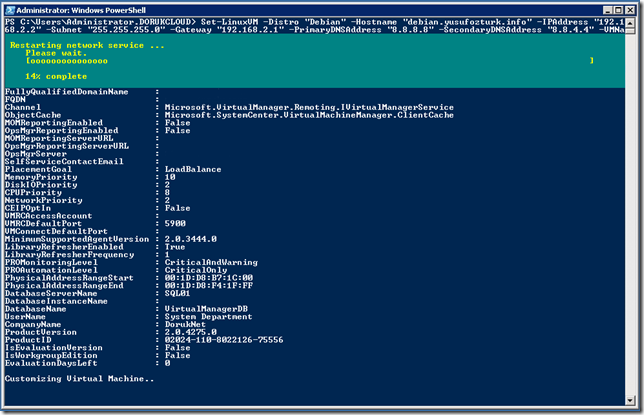 Administrator: Windows PowerShell
PS C:\Users\Administrator.DORUKCLOUD> Set-LinuxVM -Distro "Debian" -Hostname "debian.yusufozturk.info" -IPAddress "192.1
68.2.2" -Subnet "255.255.255.0" -Gateway "192.168.2.1" -PrimaryDNSAddress "8.8.8.8" -SecondaryDNSAddress "8.8.4.4" -VMNa
Restarting network service ...
Please wait.
[ooooooooooooooo ]
14% complete
FullyQualifiedDomainName :
FQDN :
Channel : Microsoft.VirtualManager.Remoting.IVirtualManagerService
ObjectCache : Microsoft.SystemCenter.VirtualMachineManager.ClientCache
MOMReportingEnabled : False
OpsMgrReportingEnabled : False
MOMReportingServerURL :
OpsMgrReportingServerURL :
OpsMgrServer :
SelfServiceContactEmail :
PlacementGoal : LoadBalance
MemoryPriority : 10
DiskIOPriority : 2
CPUPriority : 8
NetworkPriority : 2
CEIPOptIn : False
VMRCAccessAccount :
VMRCDefaultPort : 5900
VMConnectDefaultPort :
MinimumSupportedAgentVersion : 2.0.3444.0
LibraryRefresherEnabled : True
LibraryRefresherFrequency : 1
PROMonitoringLevel : CriticalAndWarning
PROAutomationLevel : CriticalOnly
PhysicalAddressRangeStart : 00:1D:D8:B7:1C:00
PhysicalAddressRangeEnd : 00:1D:D8:F4:1F:FF
DatabaseServerName : SQL01
DatabaseInstanceName :
DatabaseName : VirtualManagerDB
UserName : System Department
CompanyName : DorukNet
ProductVersion : 2.0.4275.0
ProductID : 02024-110-8022126-75556
IsEvaluationVersion : False
IsWorkgroupEdition : False
EvaluationDaysLeft : 0
Customizing Virtual Machine..